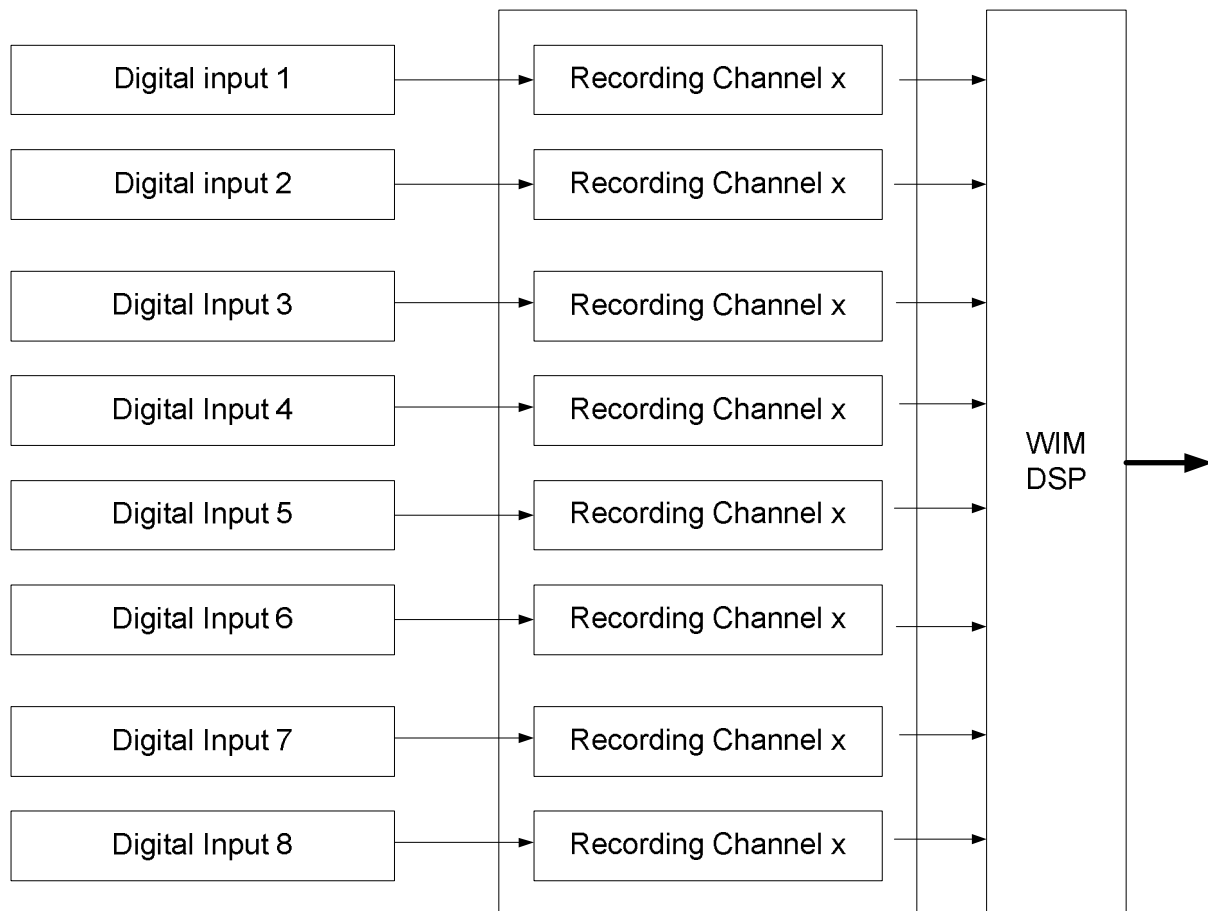 Digital input 1
Recording Channel x
Digital input 2
Recording Channel x
Digital Input 3
Recording Channel x
Digital Input 4
Recording Channel x
WIM
DSP
Digital Input 5
Recording Channel x
Digital Input 6
Recording Channel x
Digital Input 7
Recording Channel x
Digital Input 8
Recording Channel x